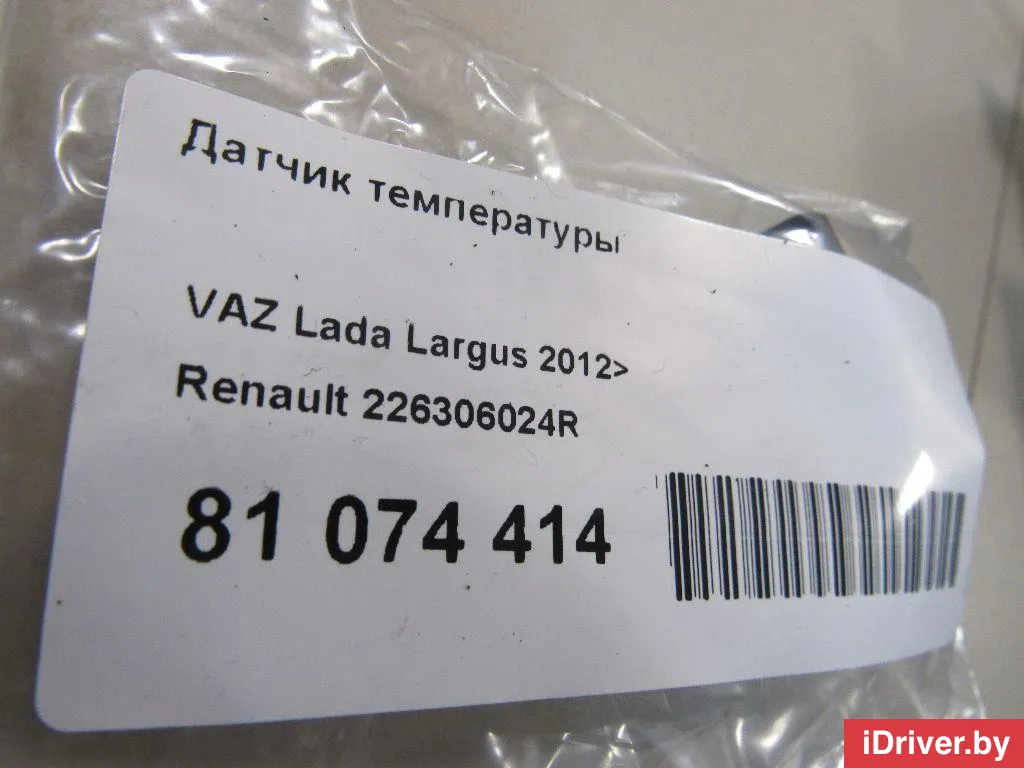 Датчик температуры
VAZ Lada Largus 2012>
Renault 226306024R
81 074 414
iDriver.by